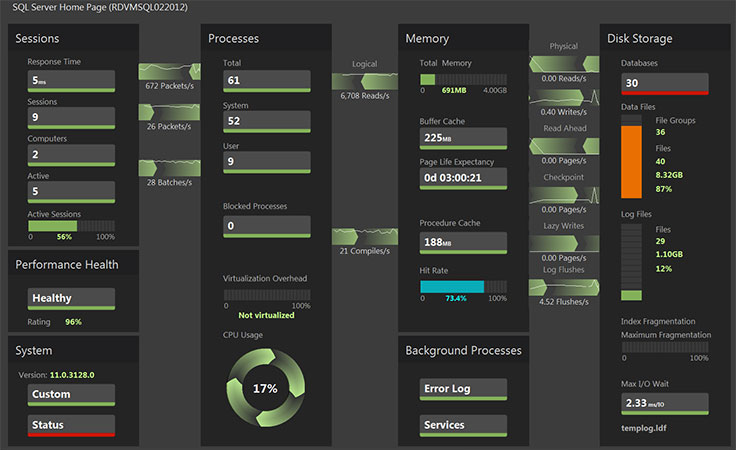 SQL Server Home Page (RDVMSQL022012)
Sessions
Response Time
5ms
Sessions
9
Computers
2
Active
5
Active Sessions
0 56% 100%
Performance Health
Healthy
Rating 96%
System
Version: 11.0.3128.0
Custom
Status
672 Packets/s
26 Packets/s
28 Batches/s
Processes
Total
61
System
52
User
9
Blocked Processes
0
Virtualization Overhead
0 100%
Not virtualized
CPU Usage
17%
Logical
6,708 Reads/s
21 Compiles/s
Memory
Total Memory
0 691MB 4.00GB
Buffer Cache
225MB
Page Life Expectancy
0d 03:00:21
Procedure Cache
188MB
Hit Rate
0 73.4% 100%
Background Processes
Error Log
Services
Physical
0.00 Reads/s
0.40 Writes/s
Read Ahead
0.00 Pages/s
Checkpoint
0.00 Pages/s
Lazy Writes
0.00 Pages/s
Log Flushes
4.52 Flushes/s
Disk Storage
Databases
30
Data Files
File Groups
36
Files
40
8.32GB
87%
Log Files
Files
29
1.10GB
12%
Index Fragmentation
Maximum Fragmentation
0 100%
Max I/O Wait
2.33 ms/IO
templog.ldf